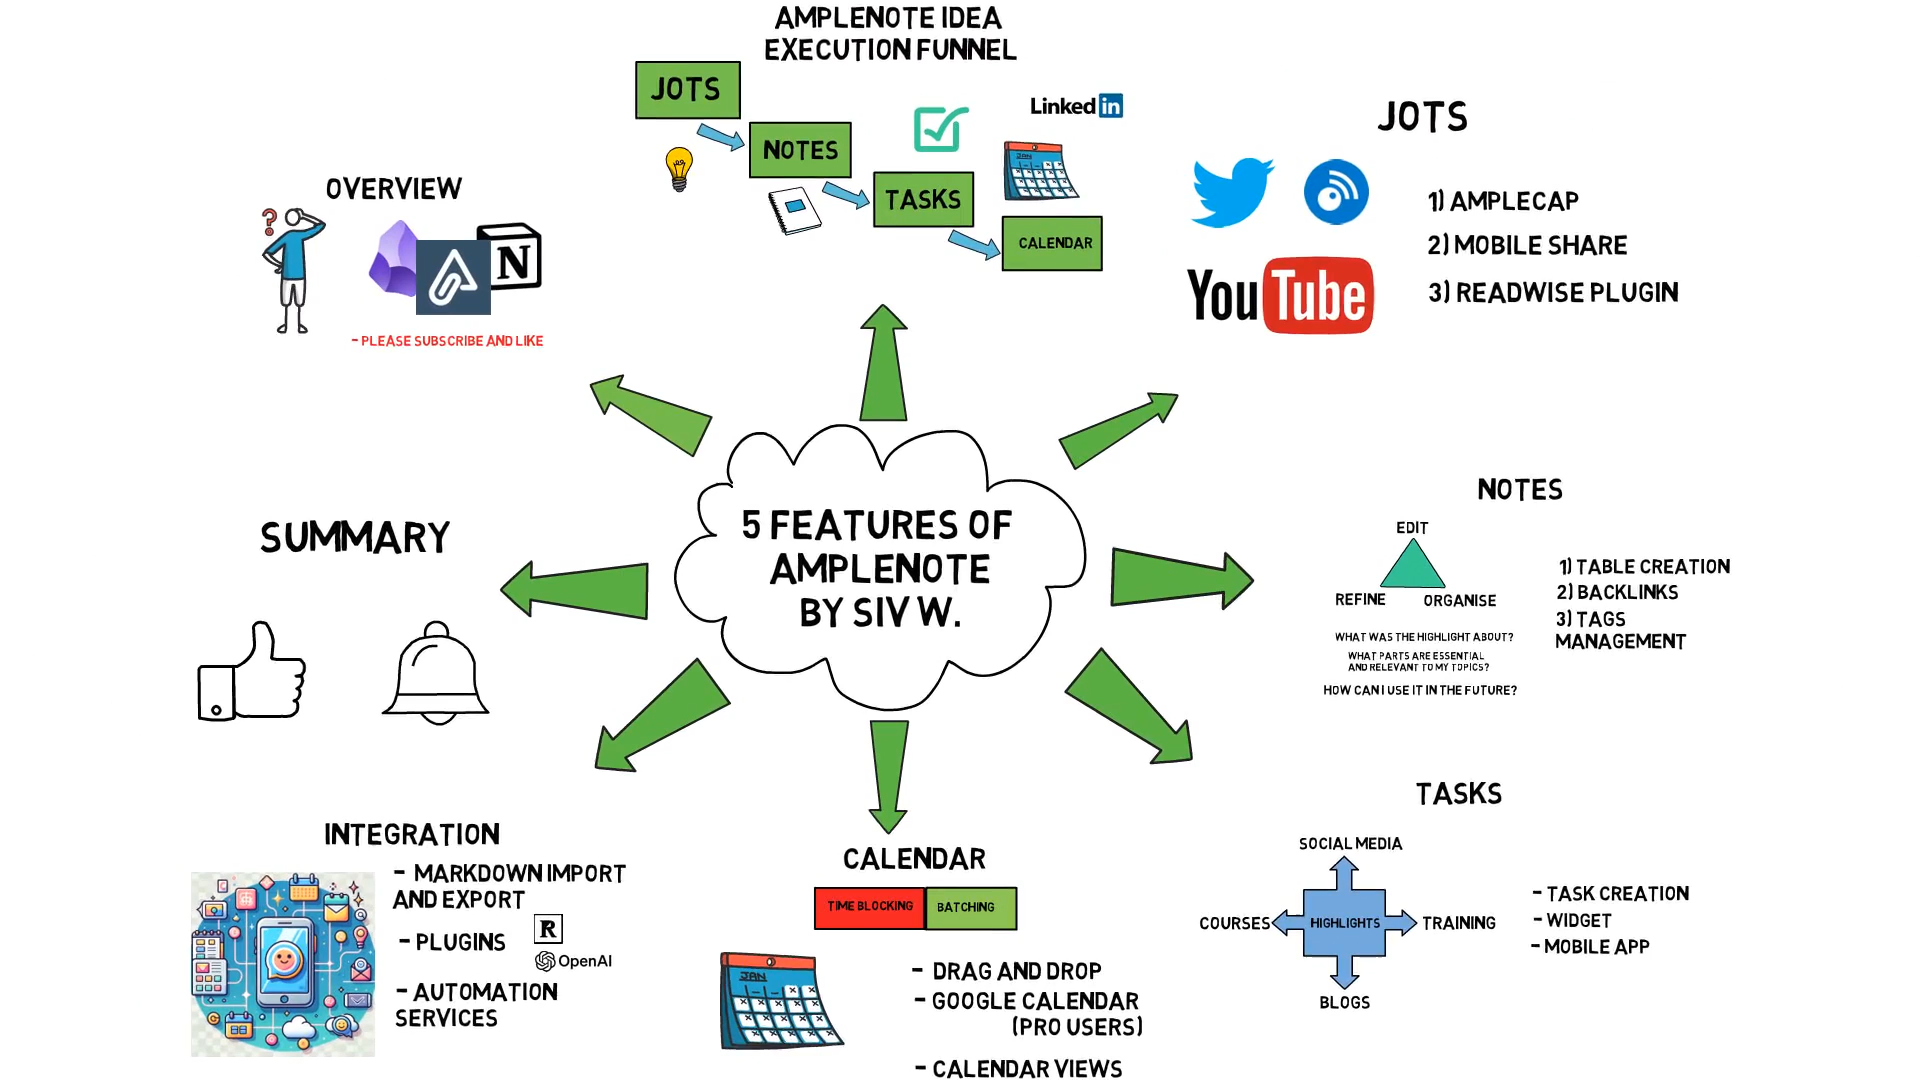 AMPLENOTE IDEA
EXECUTION FUNNEL
JOTS
NOTES
TASKS
CALENDAR
JAN
Linked in
OVERVIEW
?
N
- PLEASE SUBSCRIBE AND LIKE
JOTS
YouTube
1) AMPLECAP
2) MOBILE SHARE
3) READWISE PLUGIN
5 FEATURES OF
AMPLENOTE
BY SIV W.
NOTES
EDIT
REFINE
ORGANISE
WHAT WAS THE HIGHLIGHT ABOUT?
WHAT PARTS ARE ESSENTIAL
AND RELEVANT TO MY TOPICS?
HOW CAN I USE IT IN THE FUTURE?
1) TABLE CREATION
2) BACKLINKS
3) TAGS
MANAGEMENT
TASKS
SOCIAL MEDIA
COURSES
HIGHLIGHTS
TRAINING
BLOGS
- TASK CREATION
- WIDGET
- MOBILE APP
CALENDAR
TIME BLOCKING
BATCHING
JAN
- DRAG AND DROP
- GOOGLE CALENDAR
(PRO USERS)
- CALENDAR VIEWS
INTEGRATION
- MARKDOWN IMPORT
AND EXPORT
- PLUGINS
R
OpenAI
- AUTOMATION
SERVICES
SUMMARY